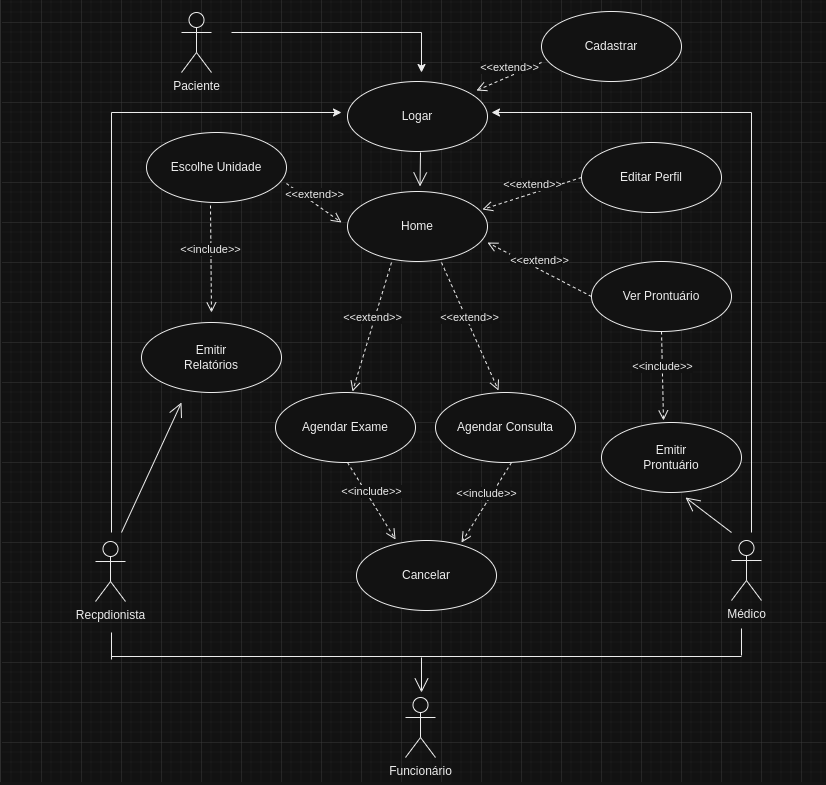 Cadastrar
<<extend>>
Paciente
Logar
Escolhe Unidade
Editar Perfil
<<extend>>
<<extend>>
Home
<<include>>
<<extend>>
Ver Prontuário
<<extend>>
<<extend>>
Emitir
Relatórios
<<include>>
Agendar Exame
Agendar Consulta
Emitir
Prontuário
<<include>>
<<include>>
Cancelar
Recpdionista
Médico
Funcionário